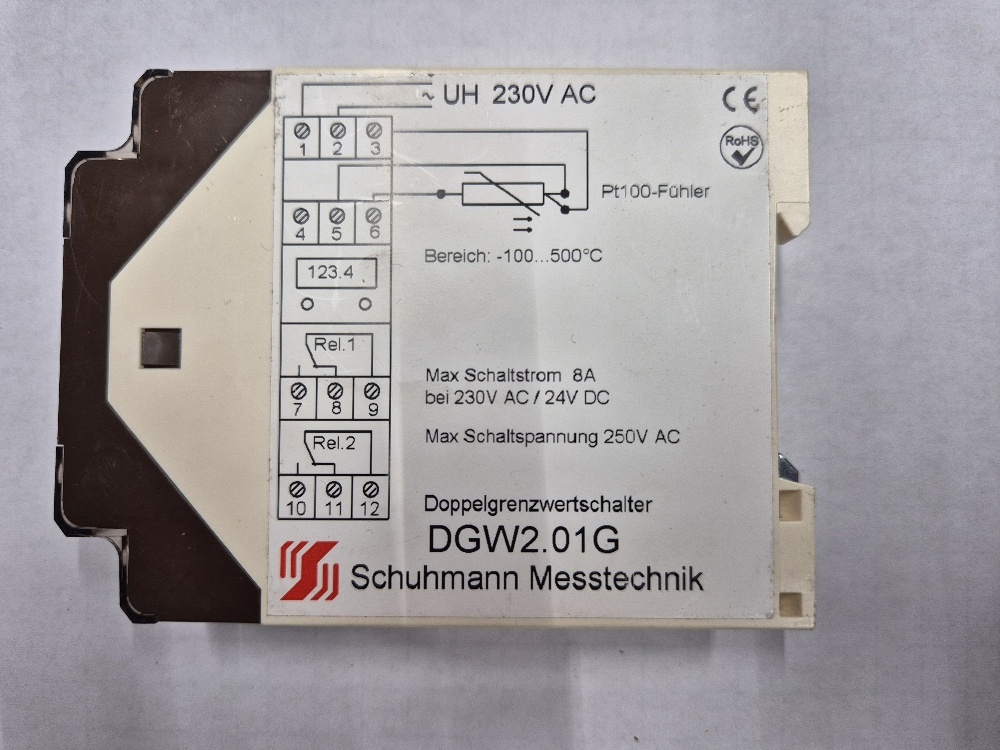 ~ UH 230V AC
CE
RoHS
1 2 3
Pt100-Fühler
4 5 6
Bereich: -100...500°C
123.4
Rel.1
Max Schaltstrom 8A
bei 230V AC / 24V DC
7 8 9
Max Schaltspannung 250V AC
Rel.2
10 11 12
Doppelgrenzwertschalter
DGW2.01G
Schuhmann Messtechnik